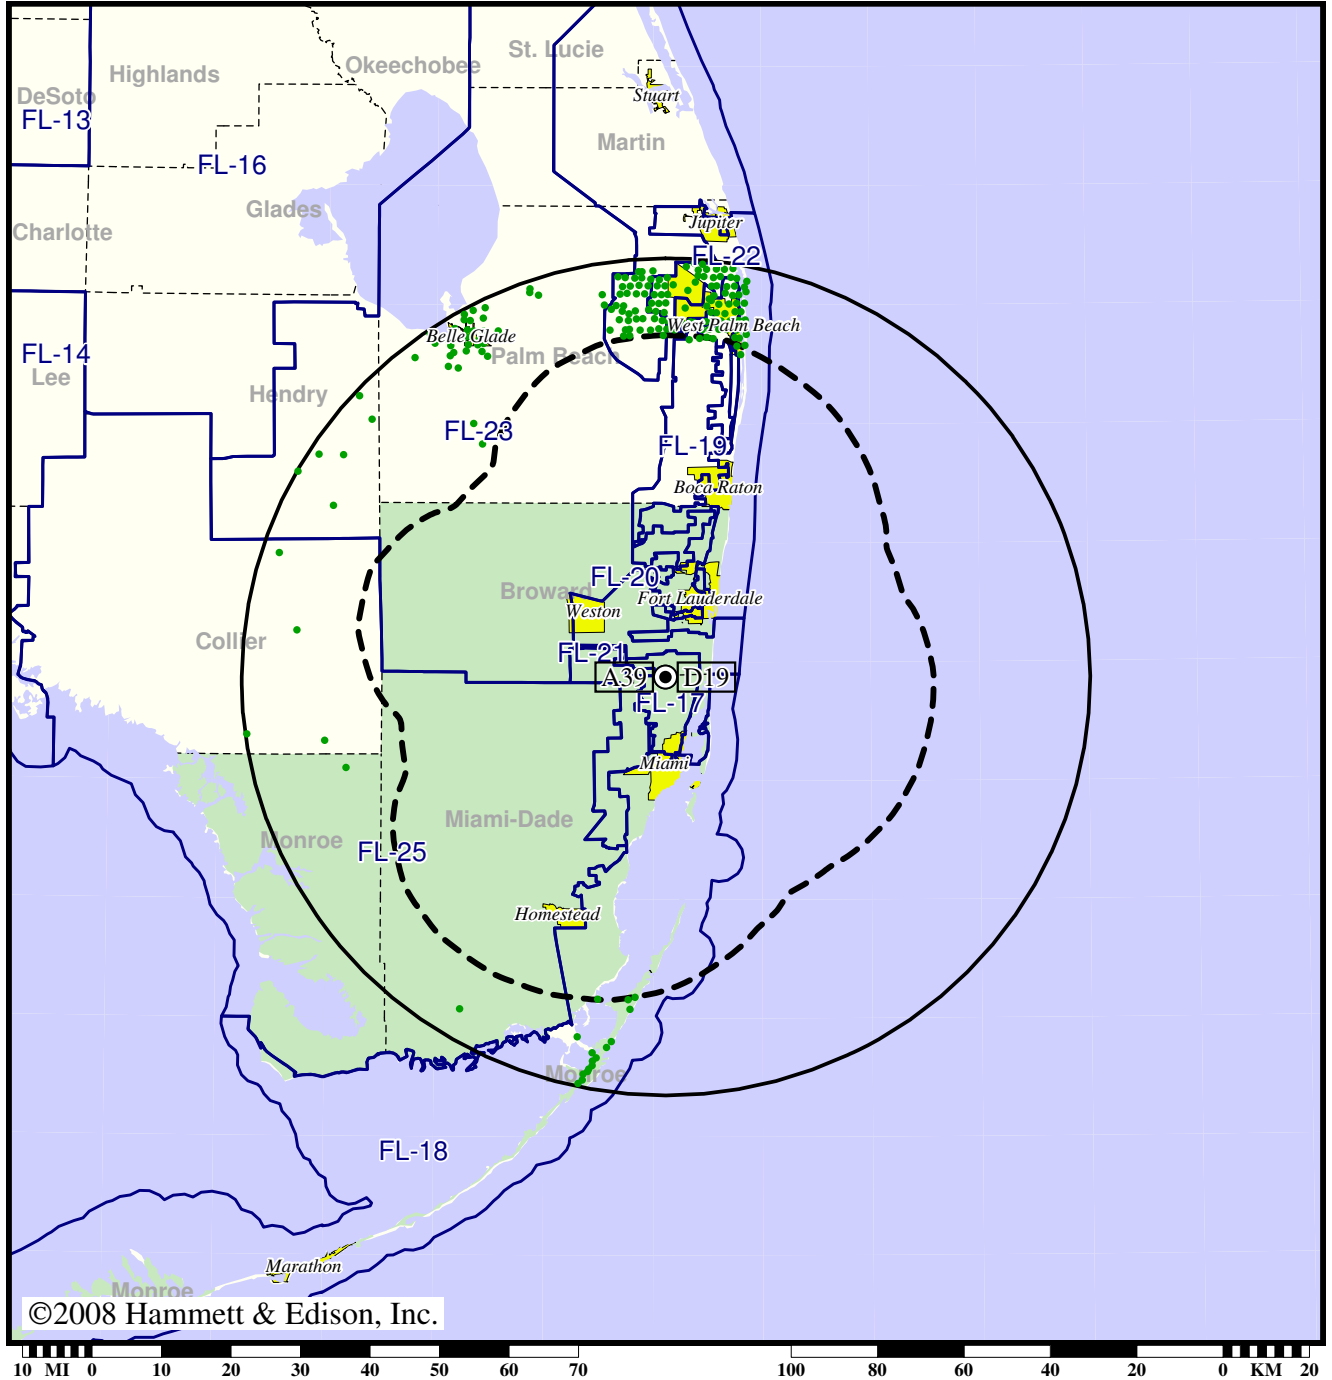 St. Lucie
Okeechobee
Highlands
Stuart
DeSoto
FL-13
Martin
FL-16
Glades
Jupiter
Charlotte
FL-22
West Palm Beach
Belle Glade
FL-14
Palm Beach
Lee
Hendry
FL-23
FL-19
Boca Raton
FL-20
Broward
Fort Lauderdale
Weston
Collier
FL-21
A39 D19
FL-17
Miami
Miami-Dade
Monroe
FL-25
Homestead
Monroe
FL-18
Marathon
Monroe
©2008 Hammett & Edison, Inc.
10 MI 0 10 20 30 40 50 60 70 100 80 60 40 20 0 KM 20